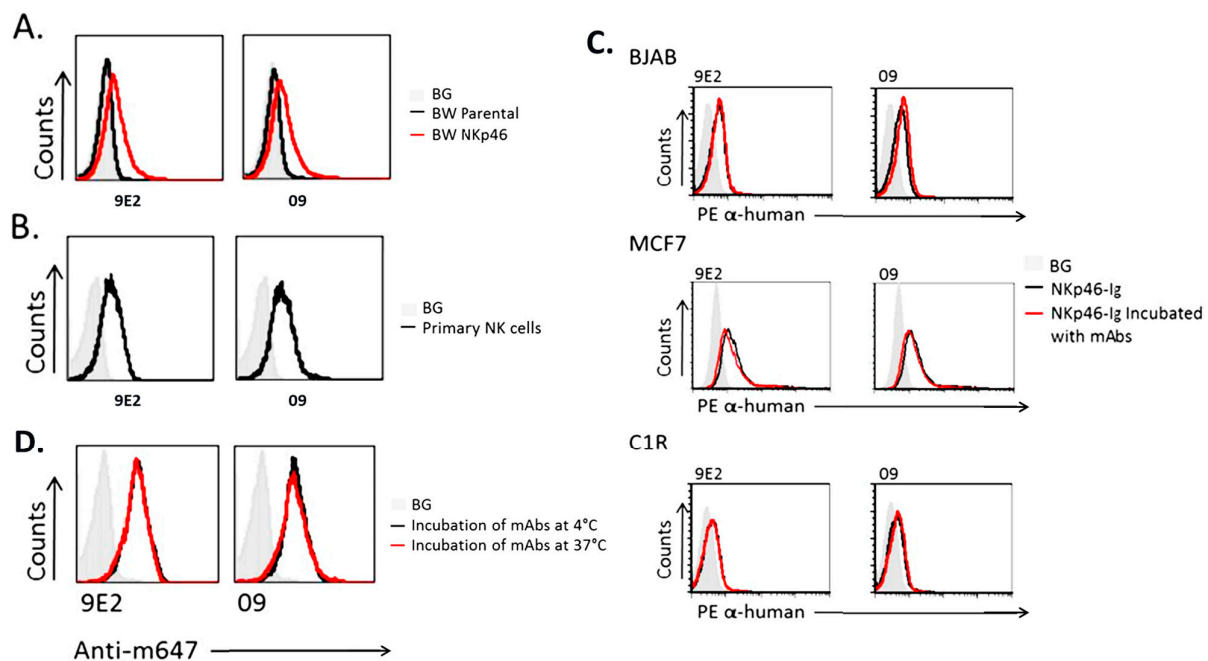 A.
Counts
9E2
09
BG
BW Parental
BW NKp46
B.
Counts
9E2
09
BG
Primary NK cells
D.
Counts
9E2
09
BG
Incubation of mAbs at 4°C
Incubation of mAbs at 37°C
Anti-m647
C.
BJAB
9E2
09
Counts
PE α-human
MCF7
9E2
09
Counts
PE α-human
BG
NKp46-Ig
NKp46-Ig Incubated
with mAbs
C1R
9E2
09
Counts
PE α-human